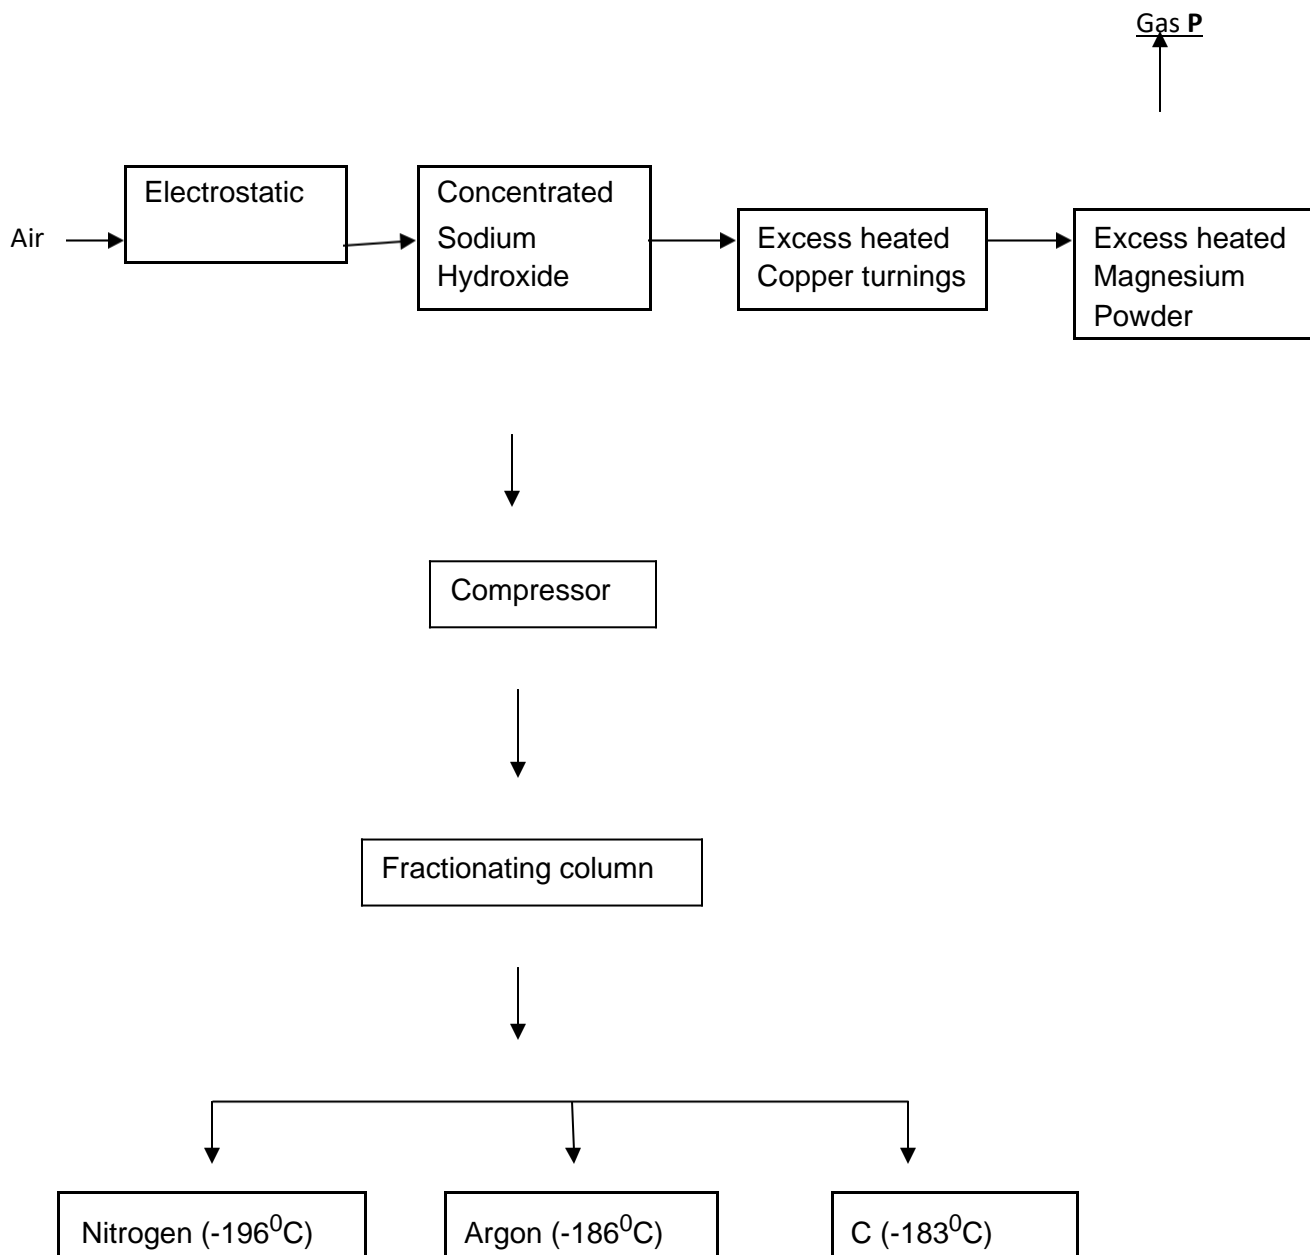 Gas P
Air
Electrostatic
Concentrated
Sodium
Hydroxide
Excess heated
Copper turnings
Excess heated
Magnesium
Powder
Compressor
Fractionating column
Nitrogen (-196⁰C)
Argon (-186⁰C)
C (-183⁰C)